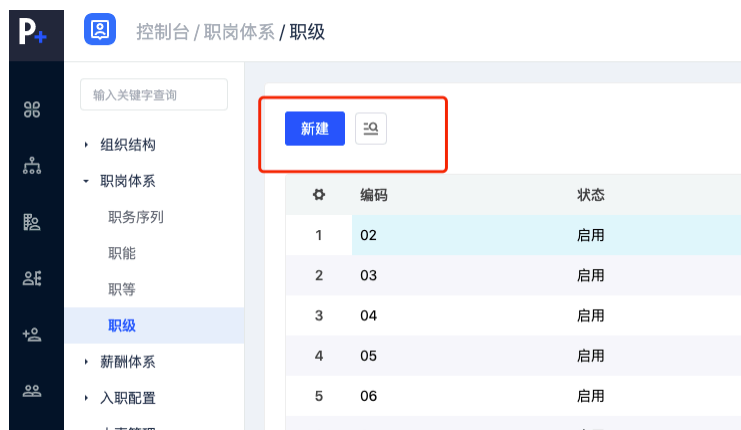 P+
控制台 / 职岗体系 / 职级
输入关键字查询
组织结构
职岗体系
职务序列
职能
职等
职级
薪酬体系
入职配置
新建
编码 状态
1 02 启用
2 03 启用
3 04 启用
4 05 启用
5 06 启用